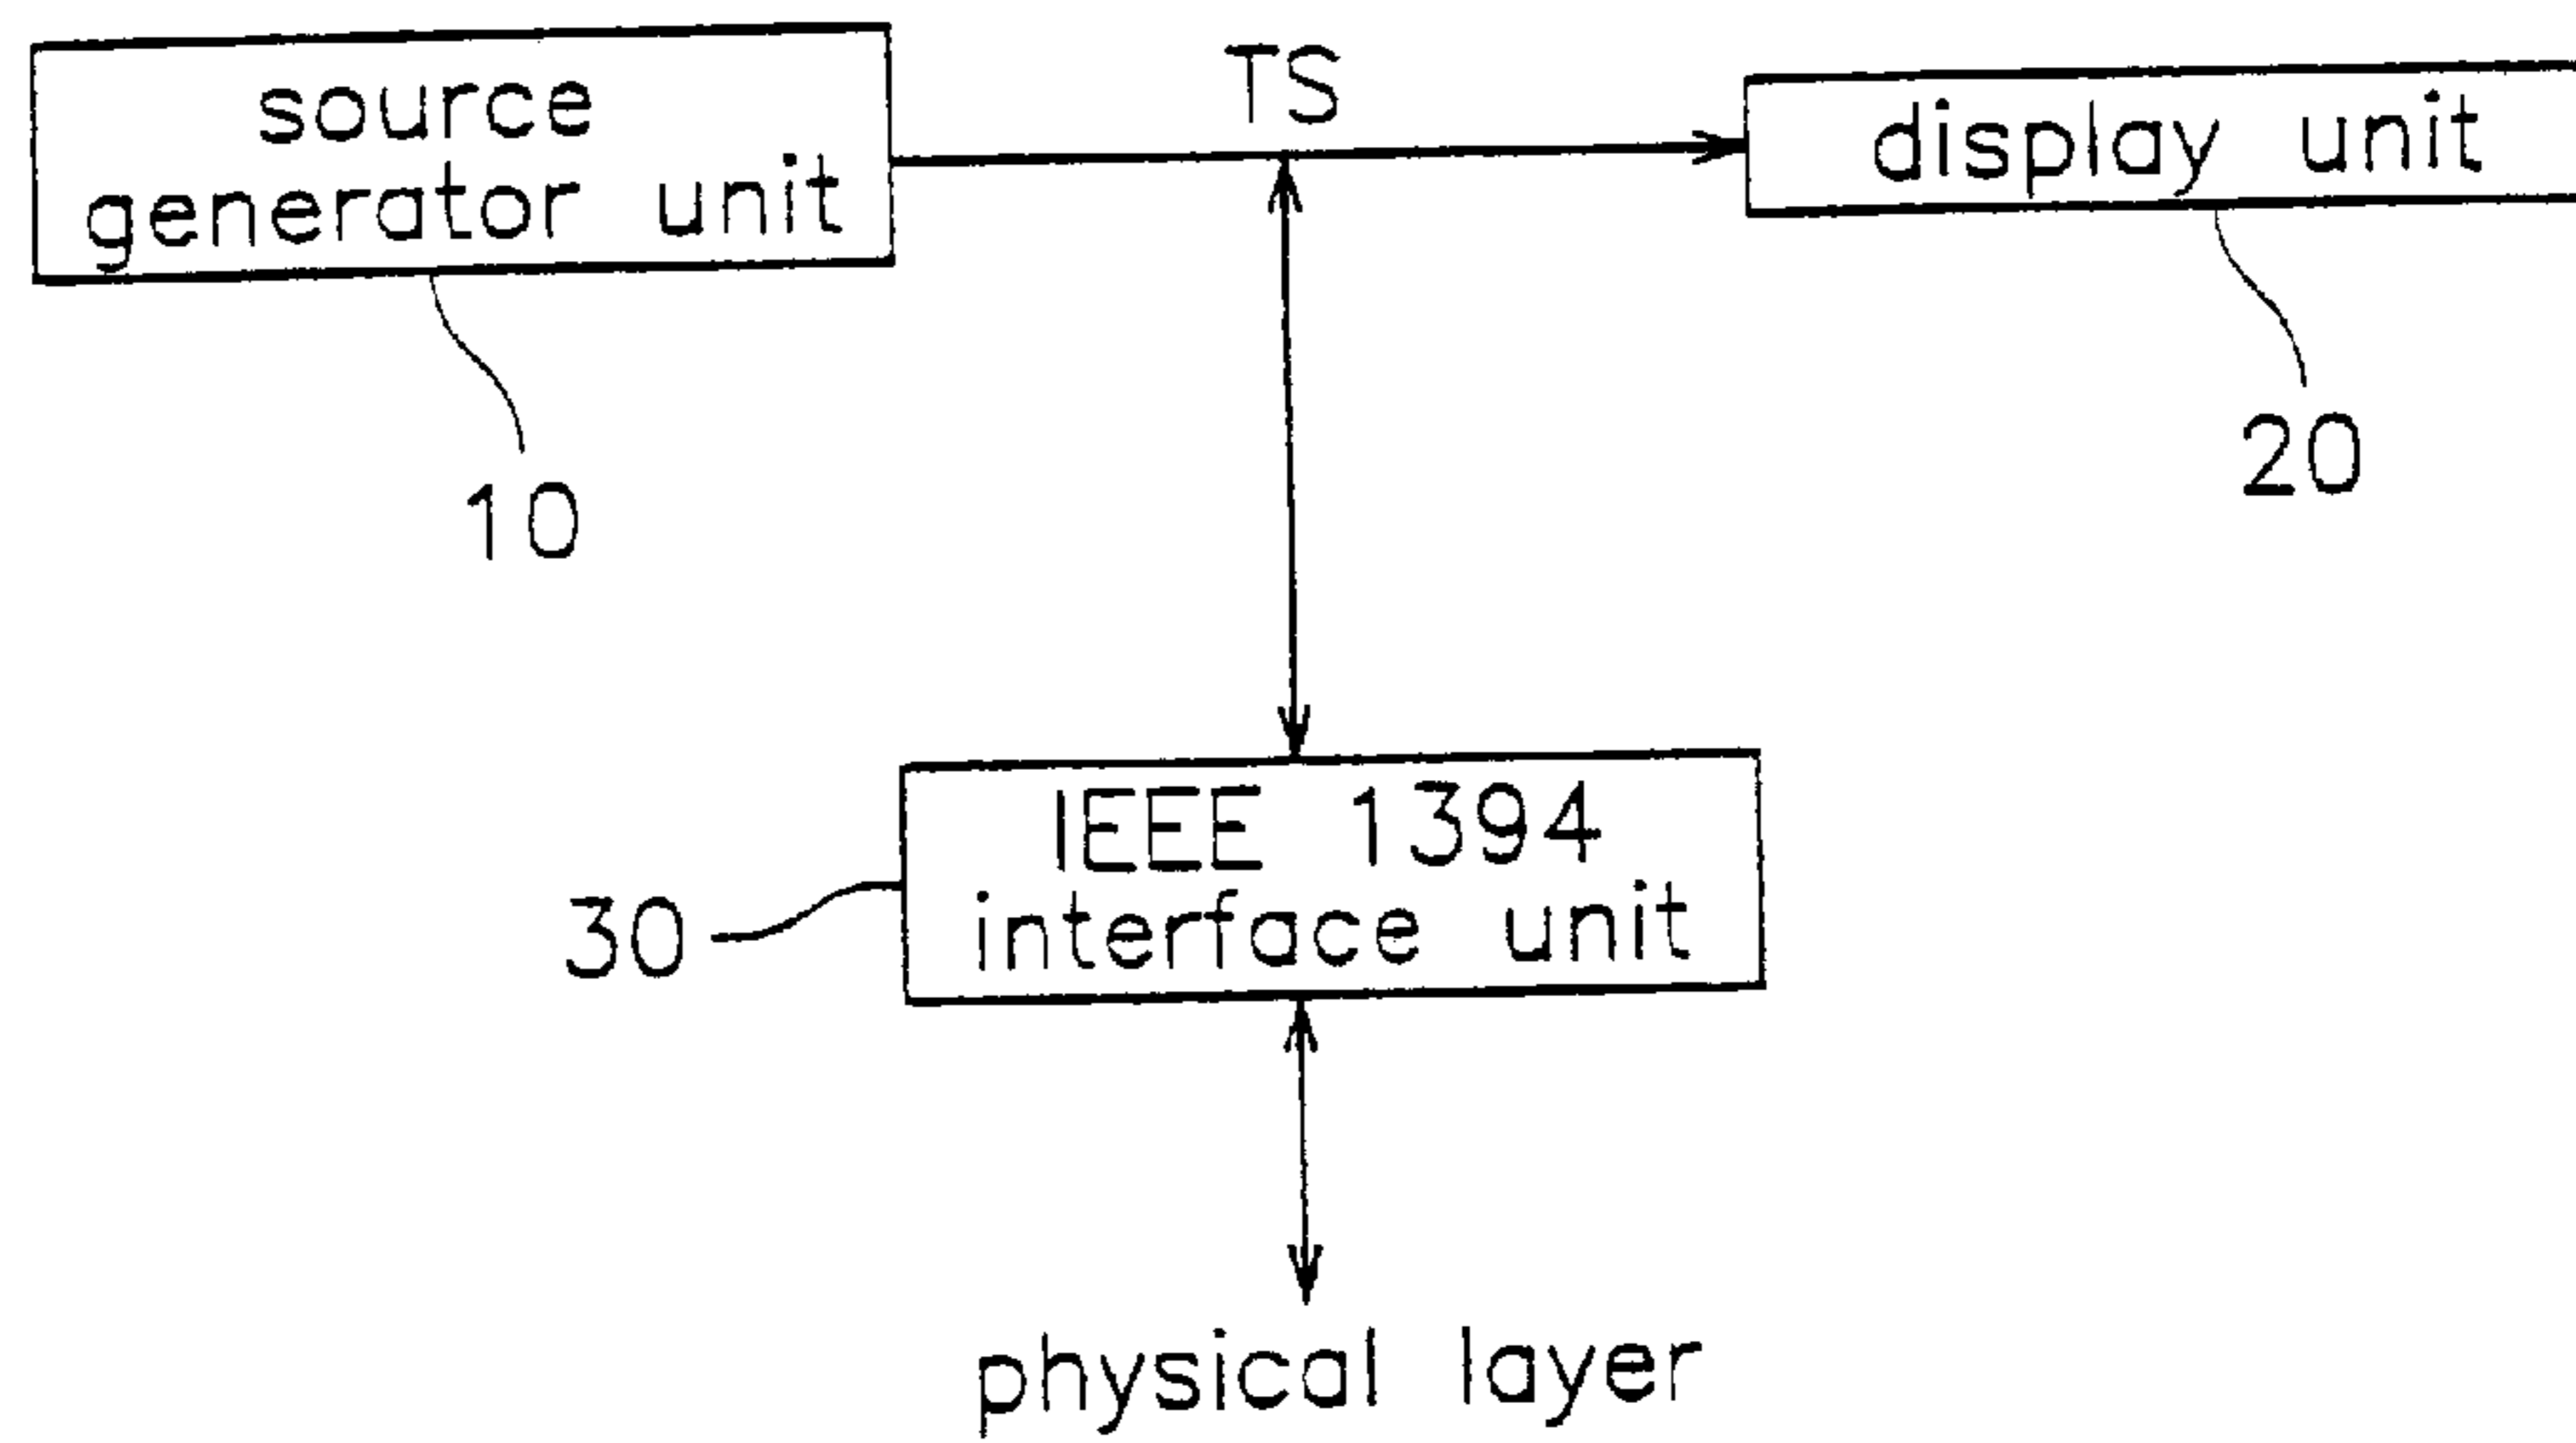 source
generator unit
TS
display unit
10
20
IEEE 1394
interface unit
30
physical layer